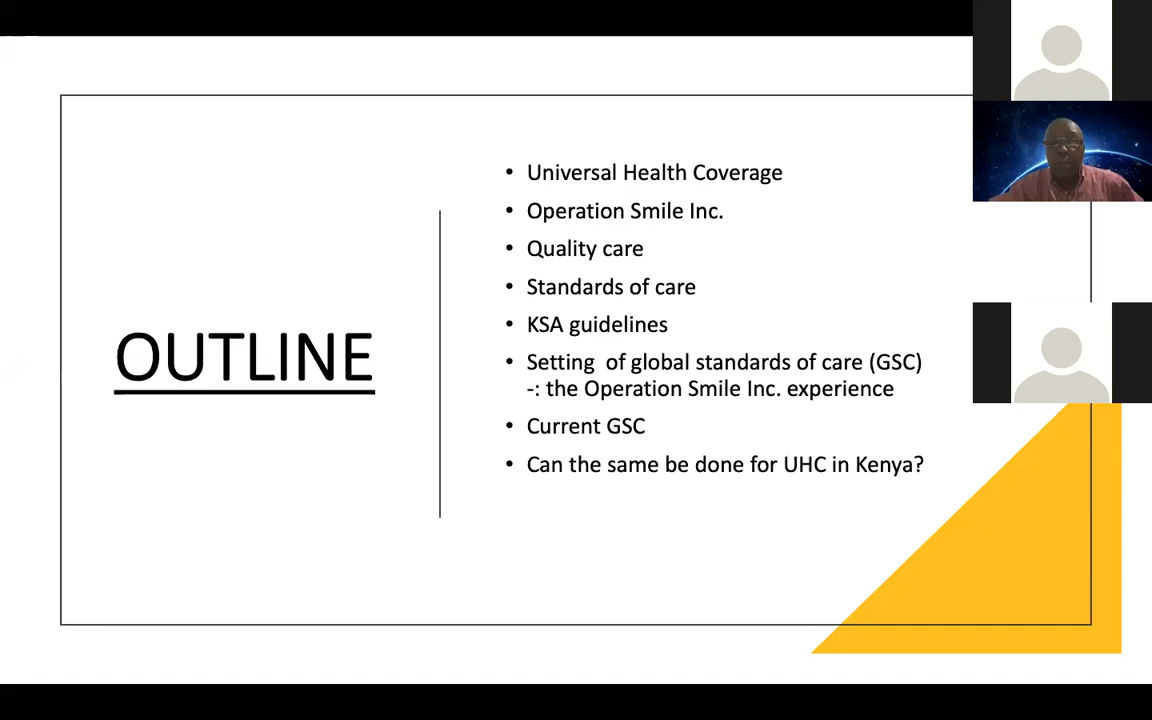 OUTLINE
• Universal Health Coverage
• Operation Smile Inc.
• Quality care
• Standards of care
• KSA guidelines
• Setting of global standards of care (GSC)
-: the Operation Smile Inc. experience
• Current GSC
• Can the same be done for UHC in Kenya?